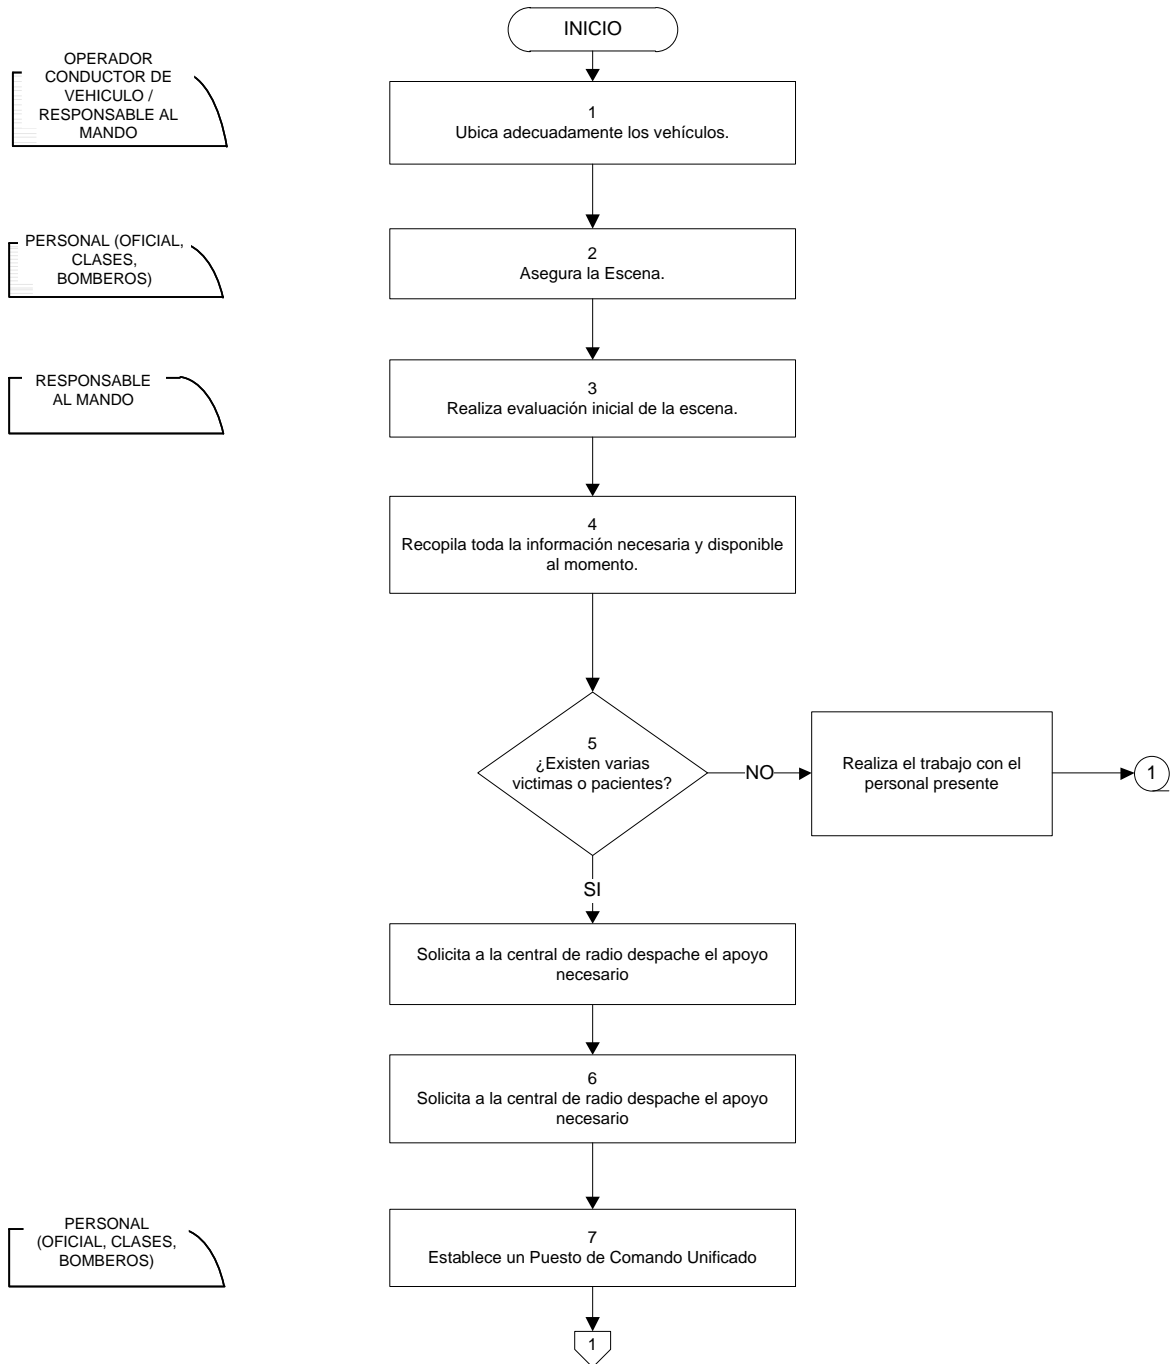 INICIO
OPERADOR
CONDUCTOR DE
VEHICULO /
RESPONSABLE AL
MANDO
1
Ubica adecuadamente los vehículos.
PERSONAL (OFICIAL,
CLASES,
BOMBEROS)
2
Asegura la Escena.
RESPONSABLE
AL MANDO
3
Realiza evaluación inicial de la escena.
4
Recopila toda la información necesaria y disponible
al momento.
5
¿Existen varias
victimas o pacientes?
NO
Realiza el trabajo con el
personal presente
1
SI
Solicita a la central de radio despache el apoyo
necesario
6
Solicita a la central de radio despache el apoyo
necesario
PERSONAL
(OFICIAL, CLASES,
BOMBEROS)
7
Establece un Puesto de Comando Unificado
1